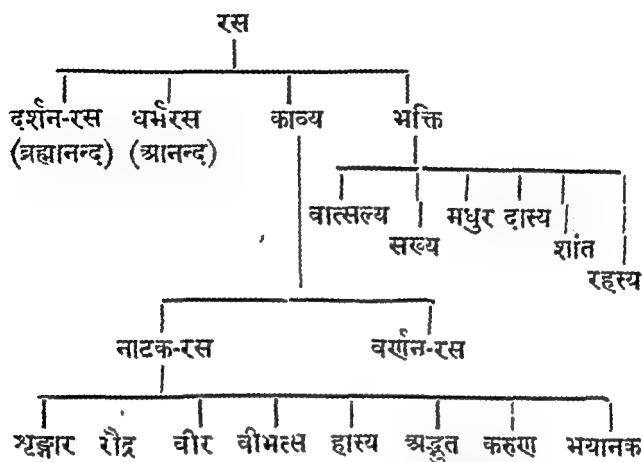 रस
दर्शन-रस धर्मरस काव्य भक्ति
(ब्रह्मानन्द) (आनन्द)
वात्सल्य मधुर दास्य
सख्य शांत
रहस्य
नाटक-रस वर्णन-रस
शृङ्गार रौद्र वीर वीभत्स हास्य अद्भुत करुण भयानक